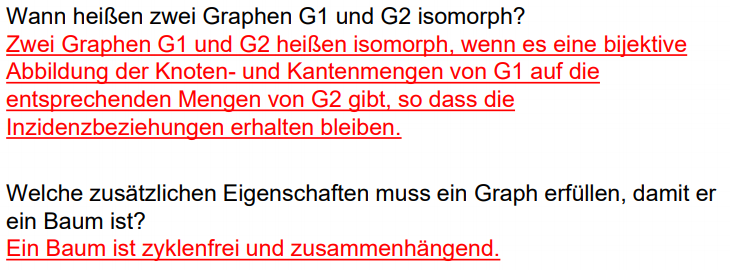 Wann heißen zwei Graphen G1 und G2 isomorph?
Zwei Graphen G1 und G2 heißen isomorph, wenn es eine bijektive
Abbildung der Knoten- und Kantenmengen von G1 auf die
entsprechenden Mengen von G2 gibt, so dass die
Inzidenzbeziehungen erhalten bleiben.
Welche zusätzlichen Eigenschaften muss ein Graph erfüllen, damit er
ein Baum ist?
Ein Baum ist zyklenfrei und zusammenhängend.